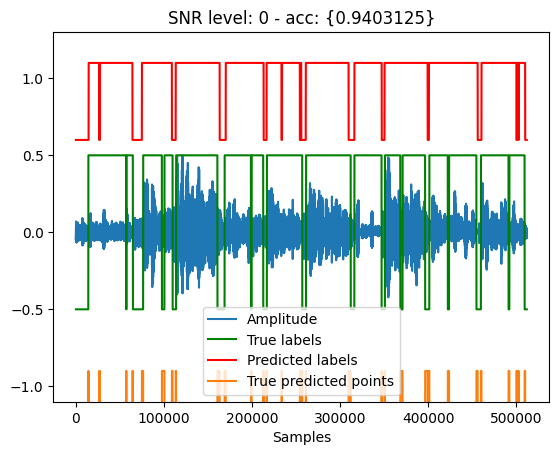 SNR level: 0 - acc: {0.9403125}
1.0
0.5
0.0
−0.5
−1.0
Amplitude
True labels
Predicted labels
True predicted points
0 100000 200000 300000 400000 500000
Samples